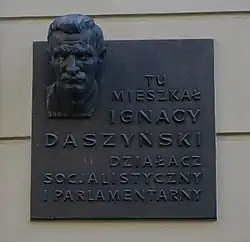 TU
MIESZKAŁ
IGNACY
DASZYŃSKI
DZIAŁACZ
SOCJALISTYCZNY
I PARLAMENTARNY